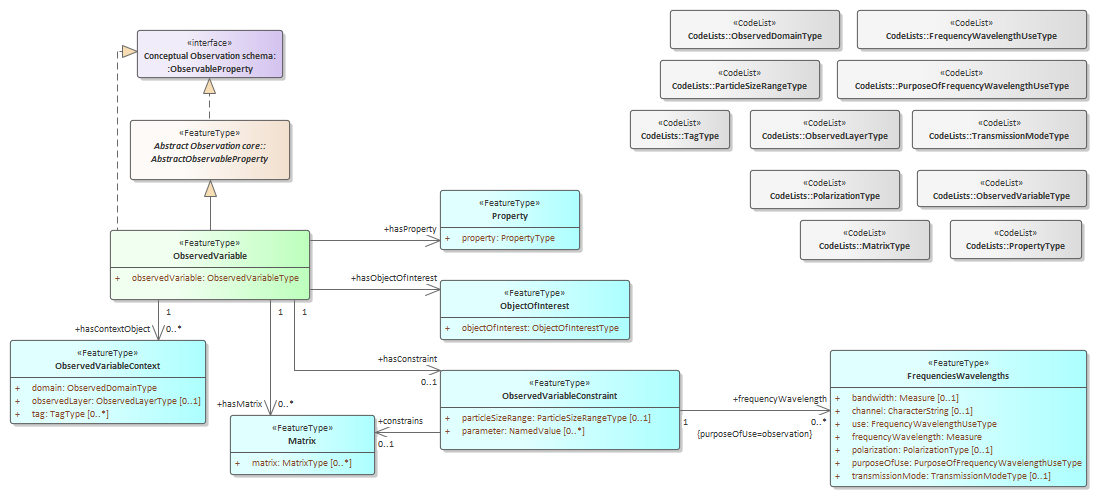 «interface»
Conceptual Observation schema:
:ObservableProperty
«FeatureType»
Abstract Observation core::
AbstractObservableProperty
«FeatureType»
ObservedVariable
+ observedVariable: ObservedVariableType
+hasProperty
«FeatureType»
Property
+ property: PropertyType
+hasObjectOfInterest
«FeatureType»
ObjectOfInterest
+ objectOfInterest: ObjectOfInterestType
1
+hasContextObject
0..*
«FeatureType»
ObservedVariableContext
+ domain: ObservedDomainType
+ observedLayer: ObservedLayerType [0..1]
+ tag: TagType [0..*]
1
+hasMatrix
0..*
«FeatureType»
Matrix
+ matrix: MatrixType [0..*]
1
+hasConstraint
0..1
«FeatureType»
ObservedVariableConstraint
+ particleSizeRange: ParticleSizeRangeType [0..1]
+ parameter: NamedValue [0..*]
+constrains
0..1
+frequencyWavelength
1
0..*
{purposeOfUse=observation}
«FeatureType»
FrequenciesWavelengths
+ bandwidth: Measure [0..1]
+ channel: CharacterString [0..1]
+ use: FrequencyWavelengthUseType
+ frequencyWavelength: Measure
+ polarization: PolarizationType [0..1]
+ purposeOfUse: PurposeOfFrequencyWavelengthUseType
+ transmissionMode: TransmissionModeType [0..1]
«CodeList»
CodeLists::ObservedDomainType
«CodeList»
CodeLists::FrequencyWavelengthUseType
«CodeList»
CodeLists::ParticleSizeRangeType
«CodeList»
CodeLists::PurposeOfFrequencyWavelengthUseType
«CodeList»
CodeLists::TagType
«CodeList»
CodeLists::ObservedLayerType
«CodeList»
CodeLists::TransmissionModeType
«CodeList»
CodeLists::PolarizationType
«CodeList»
CodeLists::ObservedVariableType
«CodeList»
CodeLists::MatrixType
«CodeList»
CodeLists::PropertyType